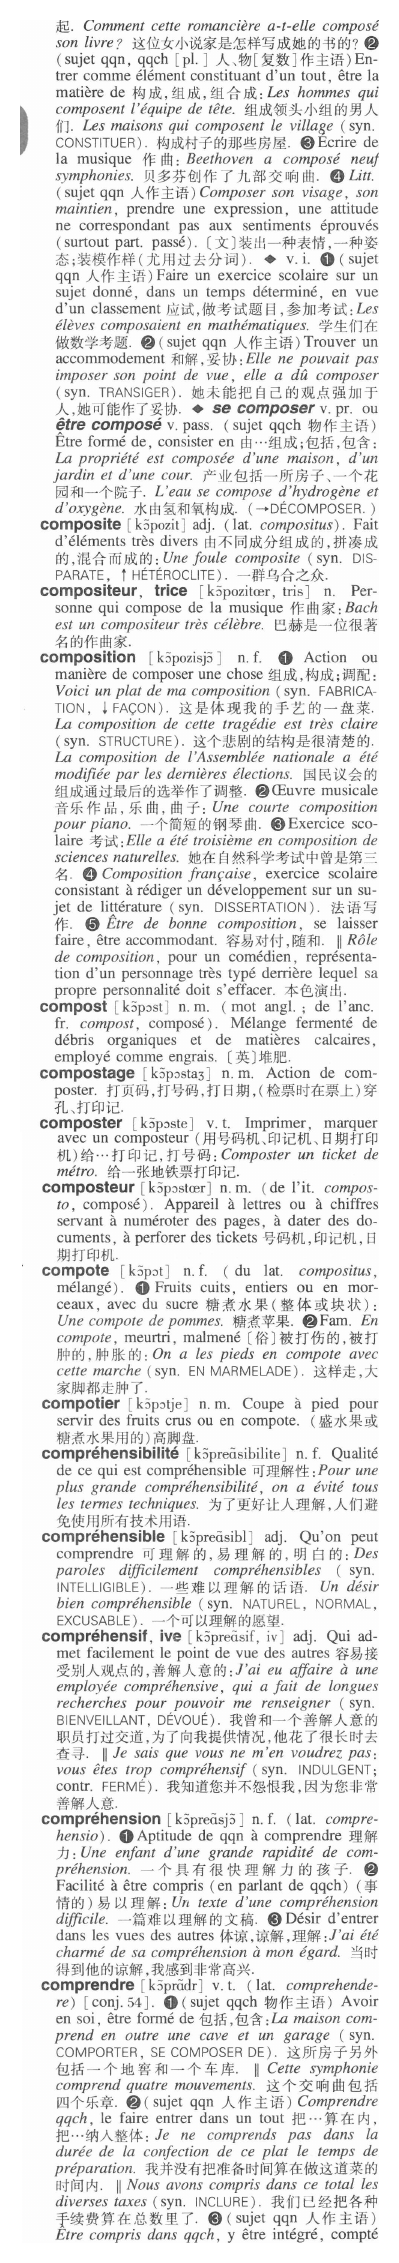 起. Comment cette romancière a-t-elle composé
son livre? 这位女小说家是怎样写成她的书的? ❷
(sujet qqn, qqch [pl.] 人、物[复数]作主语) En-
trer comme élément constituant d'un tout, être la
matière de 构成,组成,组合成: Les hommes qui
composent l'équipe de tête. 组成领头小组的男人
们. Les maisons qui composent le village (syn.
CONSTITUER). 构成村子的那些房屋. ❸ Écrire de
la musique 作曲: Beethoven a composé neuf
symphonies. 贝多芬创作了九部交响曲. ❹ Litt.
(sujet qqn 人作主语) Composer son visage, son
maintien, prendre une expression, une attitude
ne correspondant pas aux sentiments éprouvés
(surtout part. passé). 〔文〕装出一种表情,一种姿
态;装模作样(尤用过去分词). ◆ v. i. ❶ (sujet
qqn 人作主语) Faire un exercice scolaire sur un
sujet donné, dans un temps déterminé, en vue
d'un classement 应试,做考试题目,参加考试: Les
élèves composaient en mathématiques. 学生们在
做数学考题. ❷ (sujet qqn 人作主语) Trouver un
accommodement 和解,妥协: Elle ne pouvait pas
imposer son point de vue, elle a dû composer
(syn. TRANSIGER). 她未能把自己的观点强加于
人,她可能作了妥协. ◆ se composer v. pr. ou
être composé v. pass. (sujet qqch 物作主语)
Être formé de, consister en 由…组成;包括,包含:
La propriété est composée d'une maison, d'un
jardin et d'une cour. 产业包括一所房子、一个花
园和一个院子. L'eau se compose d'hydrogène et
d'oxygène. 水由氢和氧构成. (→DÉCOMPOSER.)
composite [kɔ̃pozit] adj. (lat. compositus). Fait
d'éléments très divers 由不同成分组成的,拼凑成
的,混合而成的: Une foule composite (syn. DIS-
PARATE, ↑HÉTÉROCLITE). 一群乌合之众.
compositeur, trice [kɔ̃pozitœr, tris] n. Per-
sonne qui compose de la musique 作曲家: Bach
est un compositeur très célèbre. 巴赫是一位很著
名的作曲家.
composition [kɔ̃pozisjɔ̃] n. f. ❶ Action ou
manière de composer une chose 组成,构成;调配:
Voici un plat de ma composition (syn. FABRICA-
TION, ↓FAÇON). 这是体现我的手艺的一盘菜.
La composition de cette tragédie est très claire
(syn. STRUCTURE). 这个悲剧的结构是很清楚的.
La composition de l'Assemblée nationale a été
modifiée par les dernières élections. 国民议会的
组成通过最后的选举作了调整. ❷ Œuvre musicale
音乐作品,乐曲,曲子: Une courte composition
pour piano. 一个简短的钢琴曲. ❸ Exercice sco-
laire 考试: Elle a été troisième en composition de
sciences naturelles. 她在自然科学考试中曾是第三
名. ❹ Composition française, exercice scolaire
consistant à rédiger un développement sur un su-
jet de littérature (syn. DISSERTATION). 法语写
作. ❺ Être de bonne composition, se laisser
faire, être accommodant. 容易对付,随和. ‖ Rôle
de composition, pour un comédien, représenta-
tion d'un personnage très typé derrière lequel sa
propre personnalité doit s'effacer. 本色演出.
compost [kɔ̃pɔst] n. m. (mot angl.; de l'anc.
fr. compost, composé). Mélange fermenté de
débris organiques et de matières calcaires,
employé comme engrais. 〔英〕堆肥.
compostage [kɔ̃pɔstaʒ] n. m. Action de com-
poster. 打页码,打号码,打日期,(检票时在票上)穿
孔、打印记.
composter [kɔ̃pɔste] v. t. Imprimer, marquer
avec un composteur (用号码机、印记机、日期打印
机)给…打印记,打号码: Composter un ticket de
métro. 给一张地铁票打印记.
composteur [kɔ̃pɔstœr] n. m. (de l'it. compos-
to, composé). Appareil à lettres ou à chiffres
servant à numéroter des pages, à dater des do-
cuments, à perforer des tickets 号码机,印记机,日
期打印机.
compote [kɔ̃pɔt] n. f. (du lat. compositus,
mélangé). ❶ Fruits cuits, entiers ou en mor-
ceaux, avec du sucre 糖煮水果(整体或块状):
Une compote de pommes. 糖煮苹果. ❷ Fam. En
compote, meurtri, malmené 〔俗〕被打伤的,被打
肿的,肿胀的: On a les pieds en compote avec
cette marche (syn. EN MARMELADE). 这样走,大
家脚都走肿了.
compotier [kɔ̃pɔtje] n. m. Coupe à pied pour
servir des fruits crus ou en compote. (盛水果或
糖煮水果用的)高脚盘.
compréhensibilité [kɔ̃preɑ̃sibilite] n. f. Qualité
de ce qui est compréhensible 可理解性: Pour une
plus grande compréhensibilité, on a évité tous
les termes techniques. 为了更好让人理解,人们避
免使用所有技术用语.
compréhensible [kɔ̃preɑ̃sibl] adj. Qu'on peut
comprendre 可理解的,易理解的,明白的: Des
paroles difficilement compréhensibles (syn.
INTELLIGIBLE). 一些难以理解的话语. Un désir
bien compréhensible (syn. NATUREL, NORMAL,
EXCUSABLE). 一个可以理解的愿望.
compréhensif, ive [kɔ̃preɑ̃sif, iv] adj. Qui ad-
met facilement le point de vue des autres 容易接
受别人观点的,善解人意的: J'ai eu affaire à une
employée compréhensive, qui a fait de longues
recherches pour pouvoir me renseigner (syn.
BIENVEILLANT, DÉVOUÉ). 我曾和一个善解人意的
职员打过交道,为了向我提供情况,他花了很长时去
查寻. ‖ Je sais que vous ne m'en voudrez pas:
vous êtes trop compréhensif (syn. INDULGENT;
contr. FERMÉ). 我知道您并不怨恨我,因为您非常
善解人意.
compréhension [kɔ̃preɑ̃sjɔ̃] n. f. (lat. compre-
hensio). ❶ Aptitude de qqn à comprendre 理解
力: Une enfant d'une grande rapidité de com-
préhension. 一个具有很快理解力的孩子. ❷
Facilité à être compris (en parlant de qqch) (事
情的)易以理解: Un texte d'une compréhension
difficile. 一篇难以理解的文稿. ❸ Désir d'entrer
dans les vues des autres 体谅,谅解,理解: J'ai été
charmé de sa compréhension à mon égard. 当时
得到他的谅解,我感到非常高兴.
comprendre [kɔ̃prɑ̃dr] v. t. (lat. comprehende-
re) [conj. 54]. ❶ (sujet qqch 物作主语) Avoir
en soi, être formé de 包括,包含: La maison com-
prend en outre une cave et un garage (syn.
COMPORTER, SE COMPOSER DE). 这所房子另外
包括一个地窖和一个车库. ‖ Cette symphonie
comprend quatre mouvements. 这个交响曲包括
四个乐章. ❷ (sujet qqn 人作主语) Comprendre
qqch, le faire entrer dans un tout 把…算在内,
把…纳入整体: Je ne comprends pas dans la
durée de la confection de ce plat le temps de
préparation. 我并没有把准备时间算在做这道菜的
时间内. ‖ Nous avons compris dans ce total les
diverses taxes (syn. INCLURE). 我们已经把各种
手续费算在总数里了. ❸ (sujet qqn 人作主语)
Être compris dans qqch, y être intégré, compté